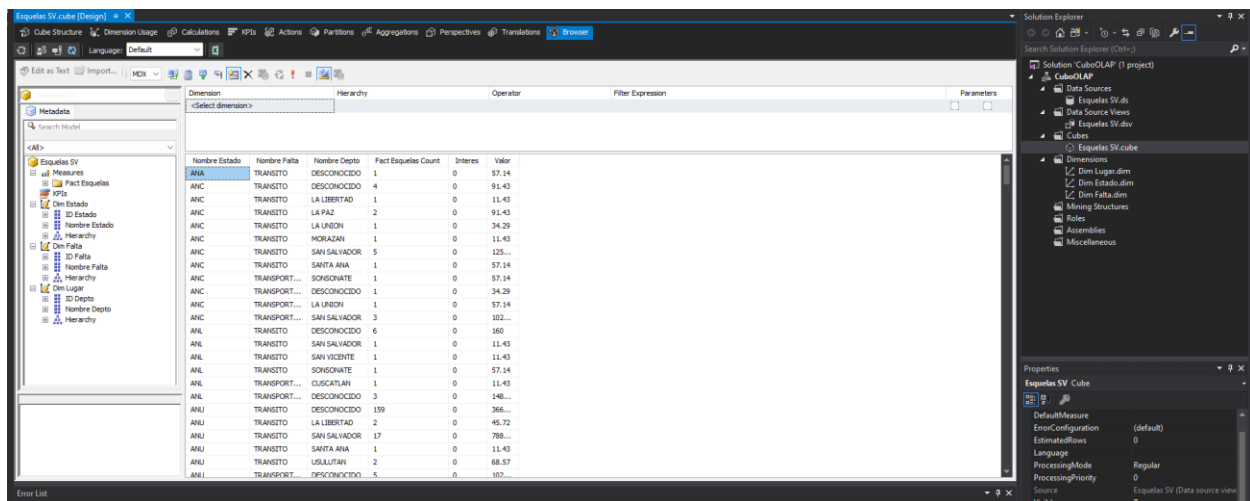 Esquelas SV.cube [Design]
Cube Structure Dimension Usage Calculations KPIs Actions Partitions Aggregations Perspectives Translations Browser
Language: Default
Edit as Text Import... MDX
Metadata
Search Model
<All>
Esquelas SV
Measures
Fact Esquelas
KPIs
Dim Estado
ID Estado
Nombre Estado
Hierarchy
Dim Falta
ID Falta
Nombre Falta
Hierarchy
Dim Lugar
ID Depto
Nombre Depto
Hierarchy
Dimension Hierarchy Operator Filter Expression Parameters
<Select dimension>
Nombre Estado Nombre Falta Nombre Depto Fact Esquelas Count Interes Valor
ANA TRANSITO DESCONOCIDO 1 0 57.14
ANC TRANSITO DESCONOCIDO 4 0 91.43
ANC TRANSITO LA LIBERTAD 1 0 11.43
ANC TRANSITO LA PAZ 2 0 91.43
ANC TRANSITO LA UNION 1 0 34.29
ANC TRANSITO MORAZAN 1 0 11.43
ANC TRANSITO SAN SALVADOR 5 0 125...
ANC TRANSITO SANTA ANA 1 0 57.14
ANC TRANSPORT... SONSONATE 1 0 57.14
ANC TRANSPORT... DESCONOCIDO 1 0 34.29
ANC TRANSPORT... LA UNION 1 0 57.14
ANC TRANSPORT... SAN SALVADOR 3 0 102...
ANL TRANSITO DESCONOCIDO 6 0 160
ANL TRANSITO SAN SALVADOR 1 0 11.43
ANL TRANSITO SAN VICENTE 1 0 11.43
ANL TRANSITO SONSONATE 1 0 57.14
ANL TRANSPORT... CUSCATLAN 1 0 11.43
ANL TRANSPORT... DESCONOCIDO 3 0 148...
ANU TRANSITO DESCONOCIDO 159 0 366...
ANU TRANSITO LA LIBERTAD 2 0 45.72
ANU TRANSITO SAN SALVADOR 17 0 788...
ANU TRANSITO SANTA ANA 1 0 11.43
ANU TRANSITO USULUTAN 2 0 68.57
ANU TRANSPORT... DESCONOCIDO 5 0 102...
Error List
Solution Explorer
Search Solution Explorer (Ctrl+;)
Solution 'CuboOLAP' (1 project)
CuboOLAP
Data Sources
Esquelas SV.ds
Data Source Views
Esquelas SV.dsv
Cubes
Esquelas SV.cube
Dimensions
Dim Lugar.dim
Dim Estado.dim
Dim Falta.dim
Mining Structures
Roles
Assemblies
Miscellaneous
Properties
Esquelas SV Cube
DefaultMeasure
ErrorConfiguration (default)
EstimatedRows 0
Language
ProcessingMode Regular
ProcessingPriority 0
Source Esquelas SV (Data source view